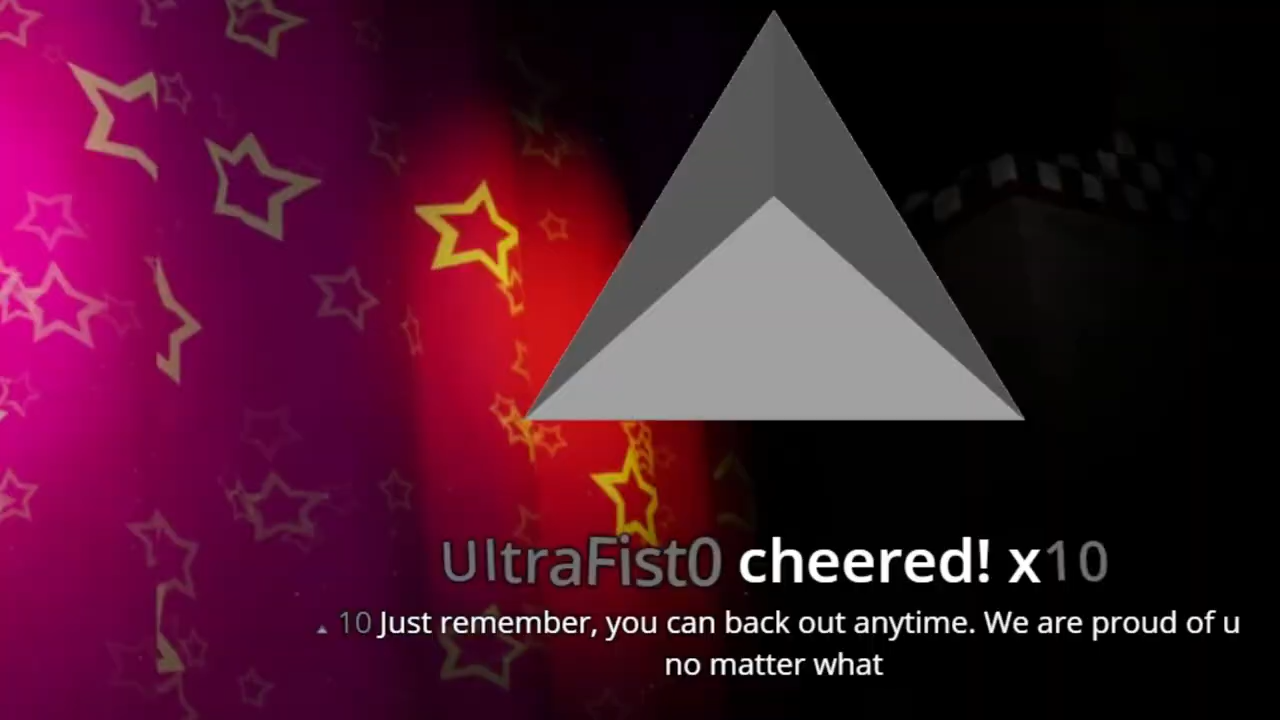 UltraFist0 cheered! x10
10 Just remember, you can back out anytime. We are proud of u
no matter what